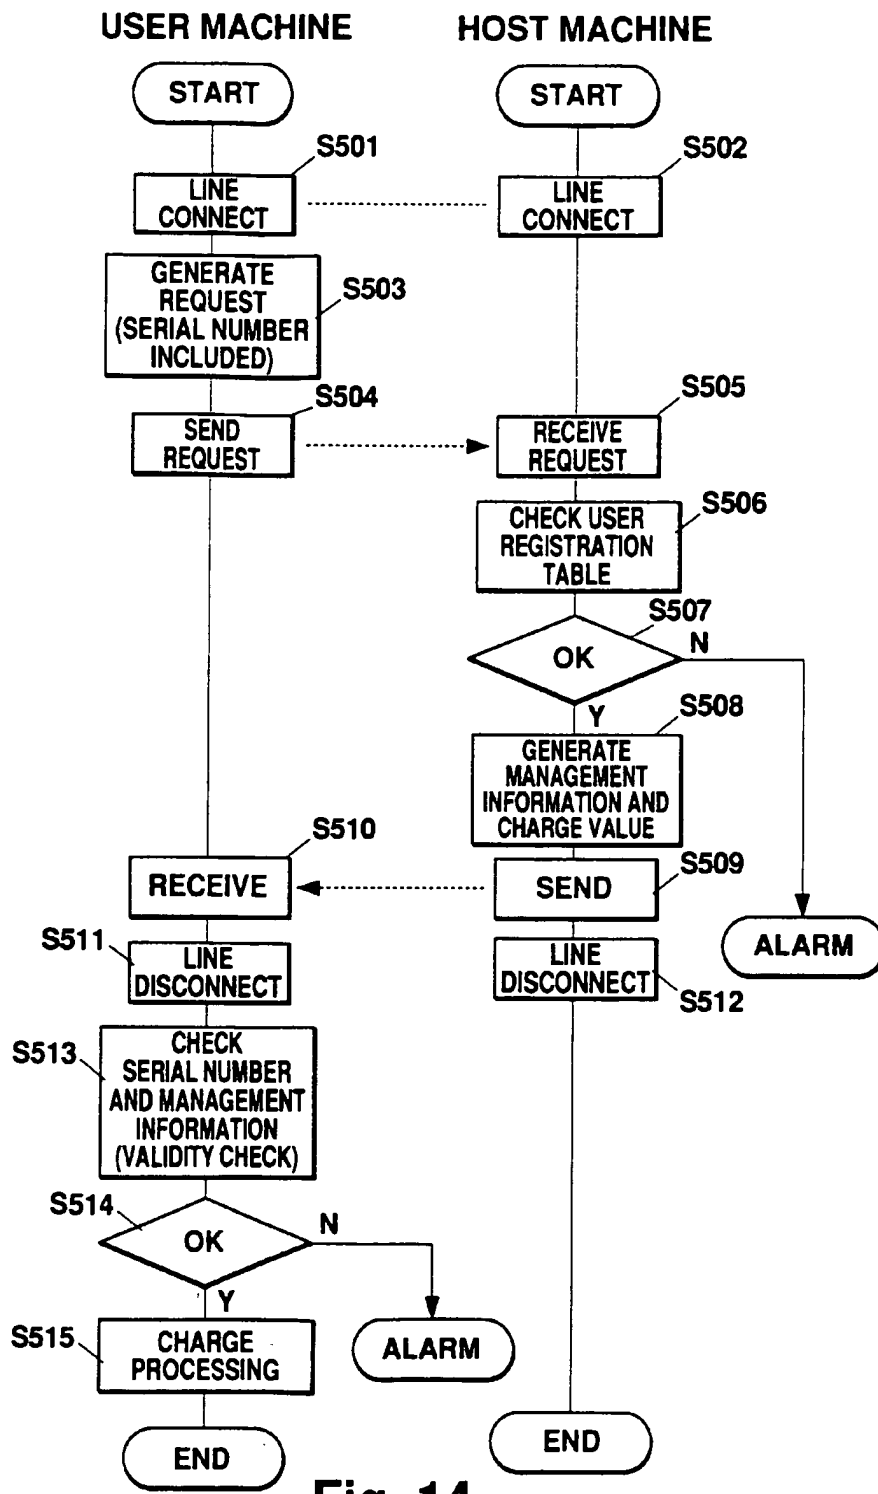 USER MACHINE
HOST MACHINE
START
START
S501
S502
LINE
CONNECT
LINE
CONNECT
GENERATE
REQUEST
(SERIAL NUMBER
INCLUDED)
S503
S504
SEND
REQUEST
S505
RECEIVE
REQUEST
S506
CHECK USER
REGISTRATION
TABLE
S507
OK
N
Y
S508
GENERATE
MANAGEMENT
INFORMATION AND
CHARGE VALUE
S510
RECEIVE
SEND
S509
ALARM
S511
LINE
DISCONNECT
LINE
DISCONNECT
S512
S513
CHECK
SERIAL NUMBER
AND MANAGEMENT
INFORMATION
(VALIDITY CHECK)
S514
OK
N
Y
S515
CHARGE
PROCESSING
ALARM
END
END
Fig. 14